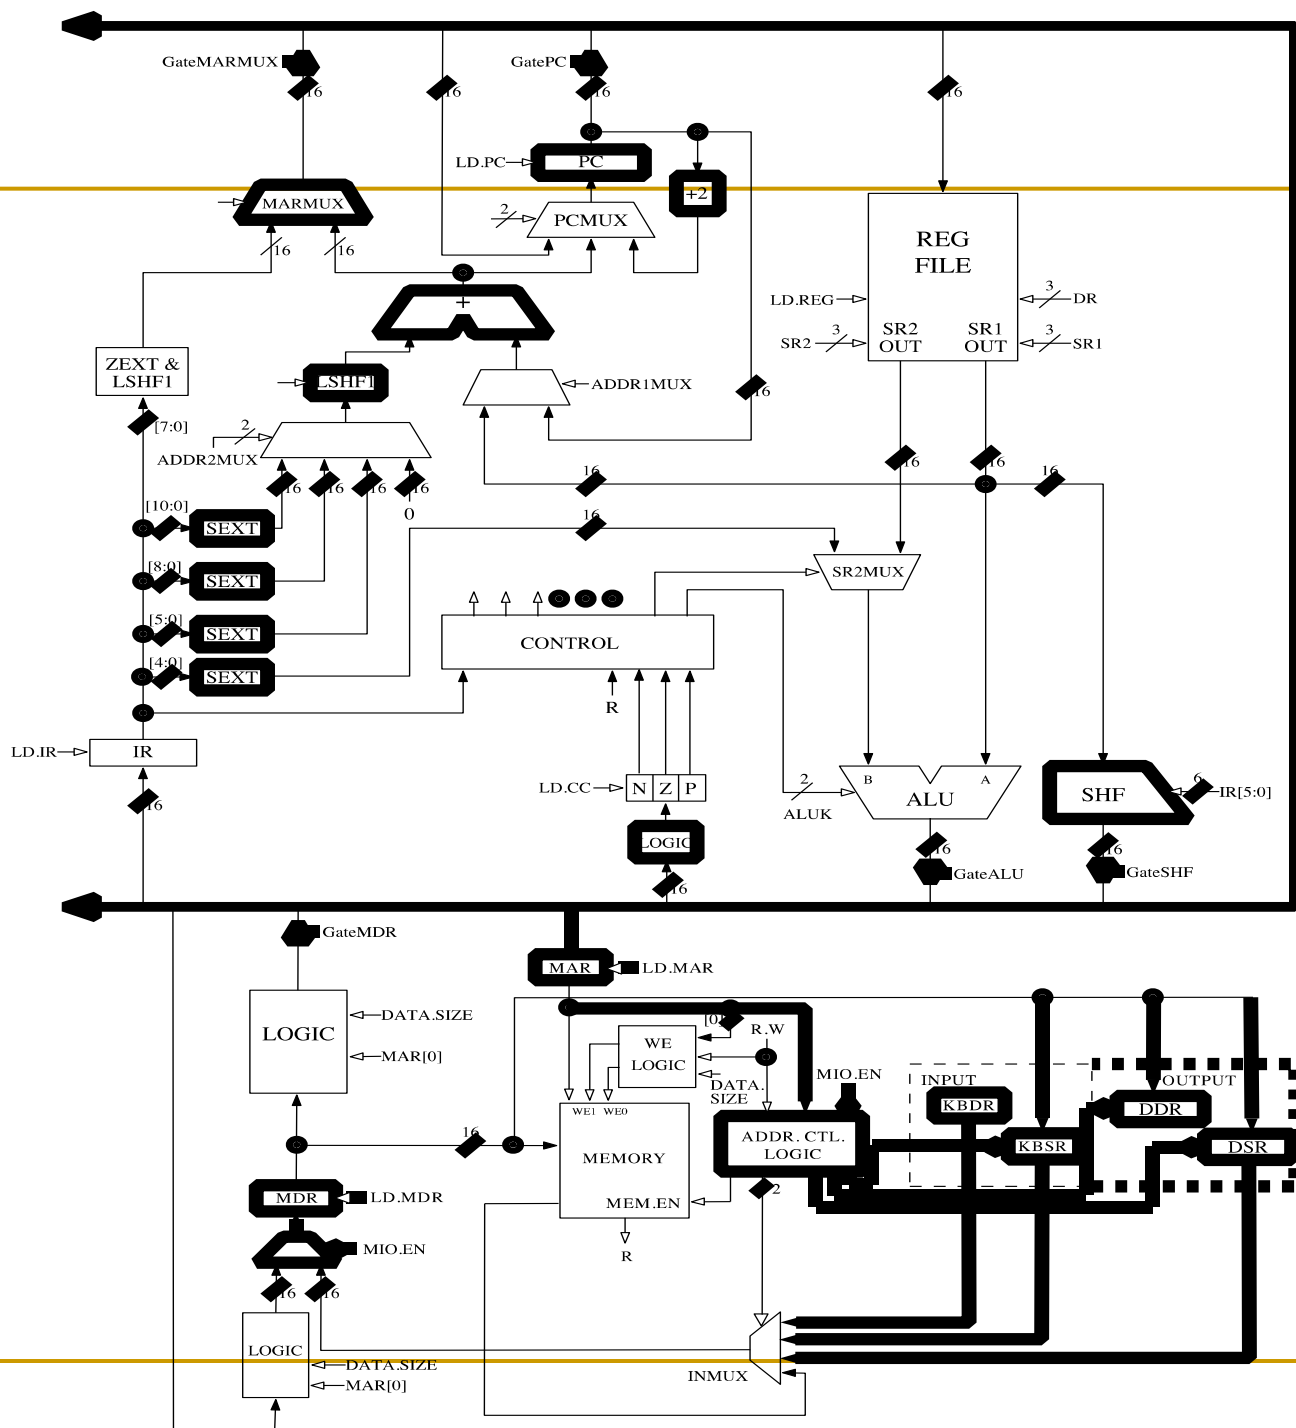 GateMARMUX
GatePC
16
16
16
16
LD.PC
PC
MARMUX
+2
2
PCMUX
16
16
REG
FILE
+
LD.REG
3
DR
SR2
OUT
SR1
OUT
SR2
3
3
SR1
ZEXT &
LSHF1
LSHF1
ADDR1MUX
16
[7:0]
2
ADDR2MUX
16
16
16
16
0
16
16
16
16
[10:0]
SEXT
16
[8:0]
SEXT
SR2MUX
[5:0]
SEXT
CONTROL
[4:0]
SEXT
R
LD.IR
IR
16
LD.CC
N
Z
P
2
ALUK
B
A
ALU
SHF
6
IR[5:0]
LOGIC
16
16
16
GateALU
GateSHF
GateMDR
MAR
LD.MAR
LOGIC
DATA.SIZE
MAR[0]
[0]
R.W
WE
LOGIC
DATA.
SIZE
MIO.EN
INPUT
OUTPUT
KBDR
DDR
WE1
WE0
16
MEMORY
ADDR. CTL.
LOGIC
KBSR
DSR
MDR
LD.MDR
MEM.EN
2
MIO.EN
R
16
16
LOGIC
DATA.SIZE
MAR[0]
INMUX